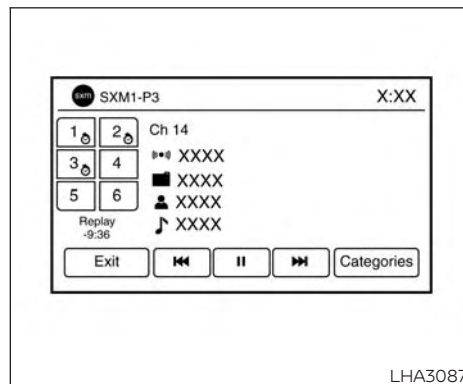 sxm SXM1-P3 X:XX
1 2 Ch 14
XXXX
3 4 XXXX
5 6 XXXX
Replay XXXX
-9:36
Exit Categories
LHA3087